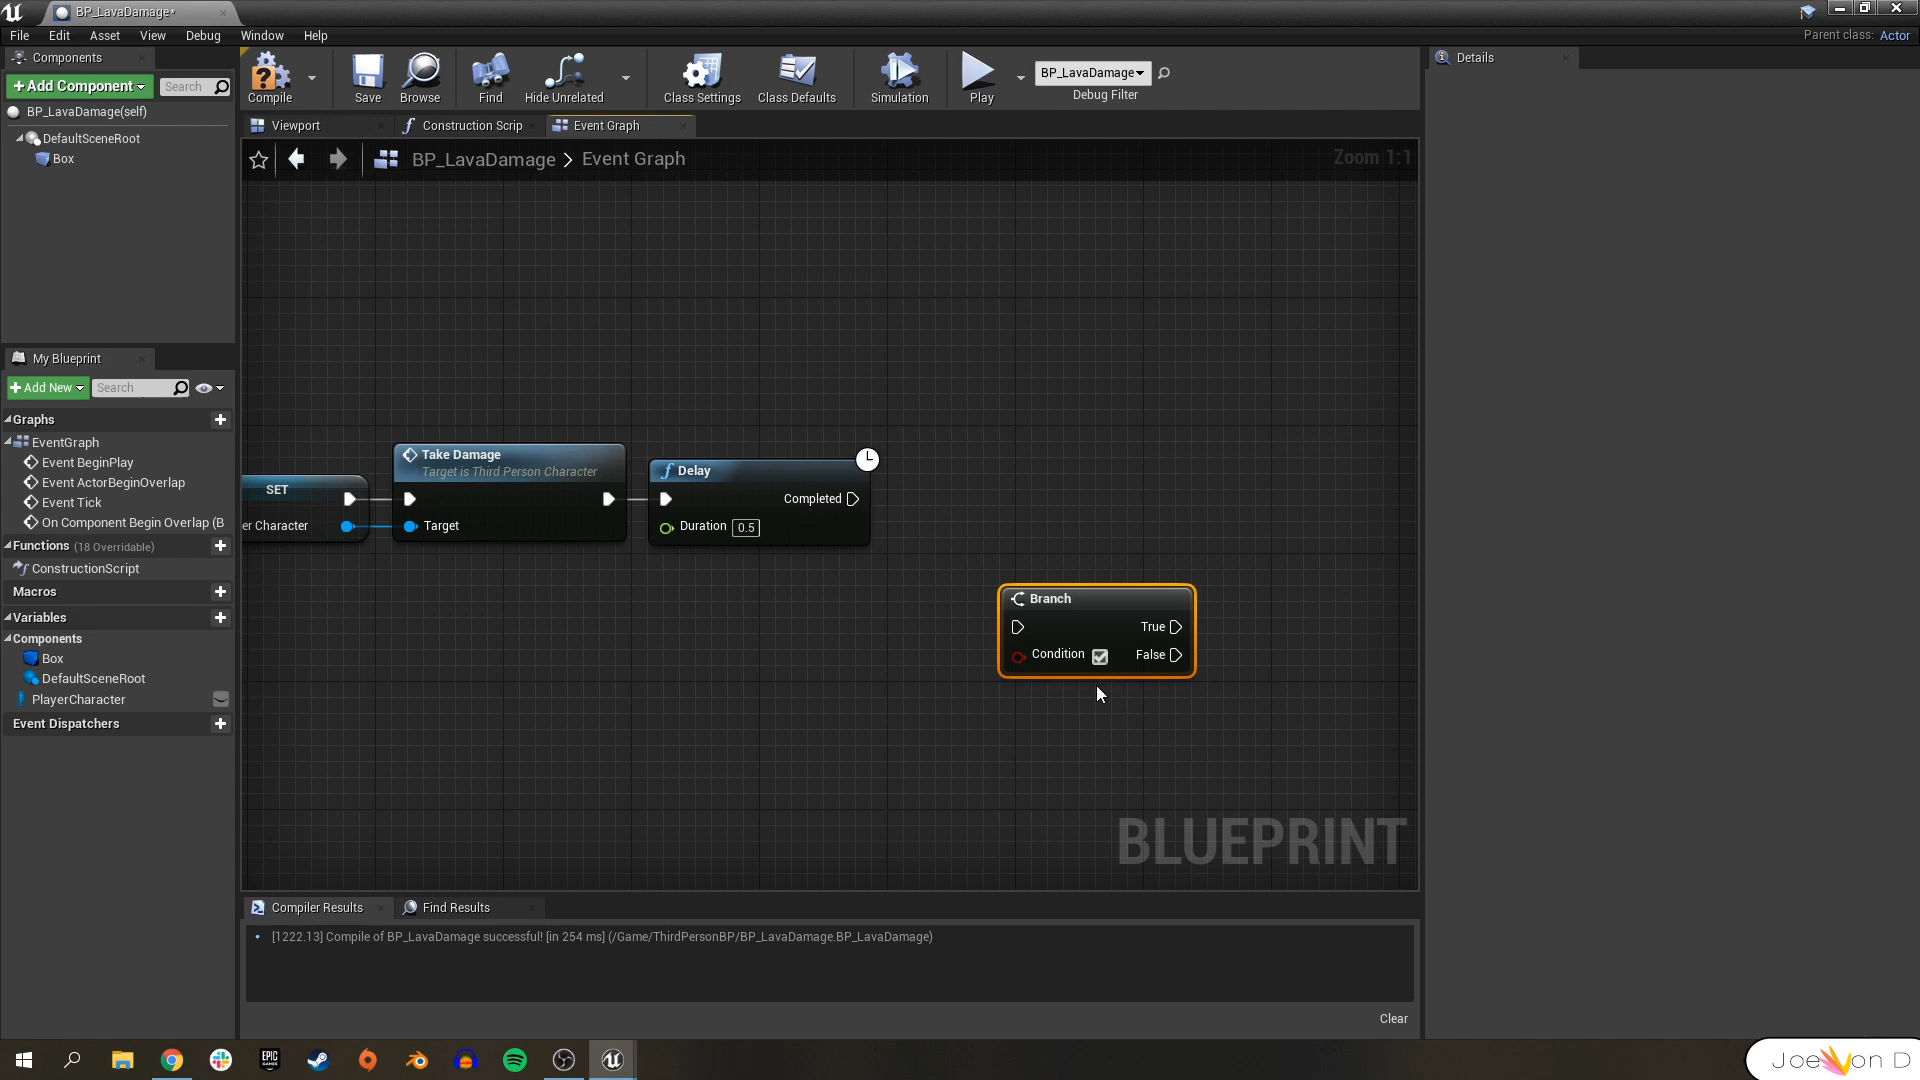 BP_LavaDamage*
File Edit Asset View Debug Window Help
Parent class: Actor
Components
+Add Component
Search
BP_LavaDamage(self)
DefaultSceneRoot
Box
Compile
Save
Browse
Find
Hide Unrelated
Class Settings
Class Defaults
Simulation
Play
BP_LavaDamage
Debug Filter
Details
Viewport
Construction Scrip
Event Graph
BP_LavaDamage > Event Graph
Zoom 1:1
My Blueprint
+Add New
Search
Graphs
EventGraph
Event BeginPlay
Event ActorBeginOverlap
Event Tick
On Component Begin Overlap (B
Functions (18 Overridable)
ConstructionScript
Macros
Variables
Components
Box
DefaultSceneRoot
PlayerCharacter
Event Dispatchers
SET
er Character
Take Damage
Target is Third Person Character
Target
Delay
Completed
Duration 0.5
Branch
True
Condition
False
BLUEPRINT
Compiler Results
Find Results
[1222.13] Compile of BP_LavaDamage successful! [in 254 ms] (/Game/ThirdPersonBP/BP_LavaDamage.BP_LavaDamage)
Clear
EPIC
GAMES